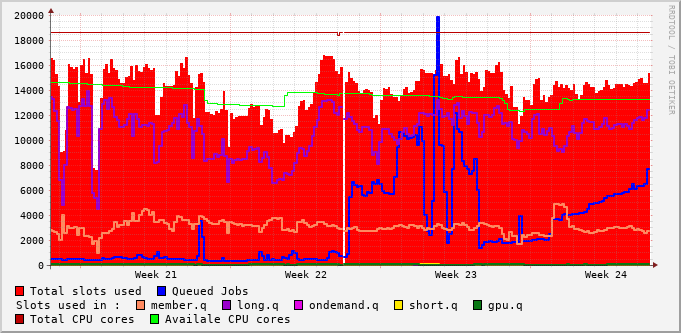 20000
18000
16000
14000
12000
10000
8000
6000
4000
2000
0
Week 21 Week 22 Week 23 Week 24
Total slots used Queued Jobs
Slots used in : member.q long.q ondemand.q short.q gpu.q
Total CPU cores Availale CPU cores
RRDTOOL / TOBI OETIKER